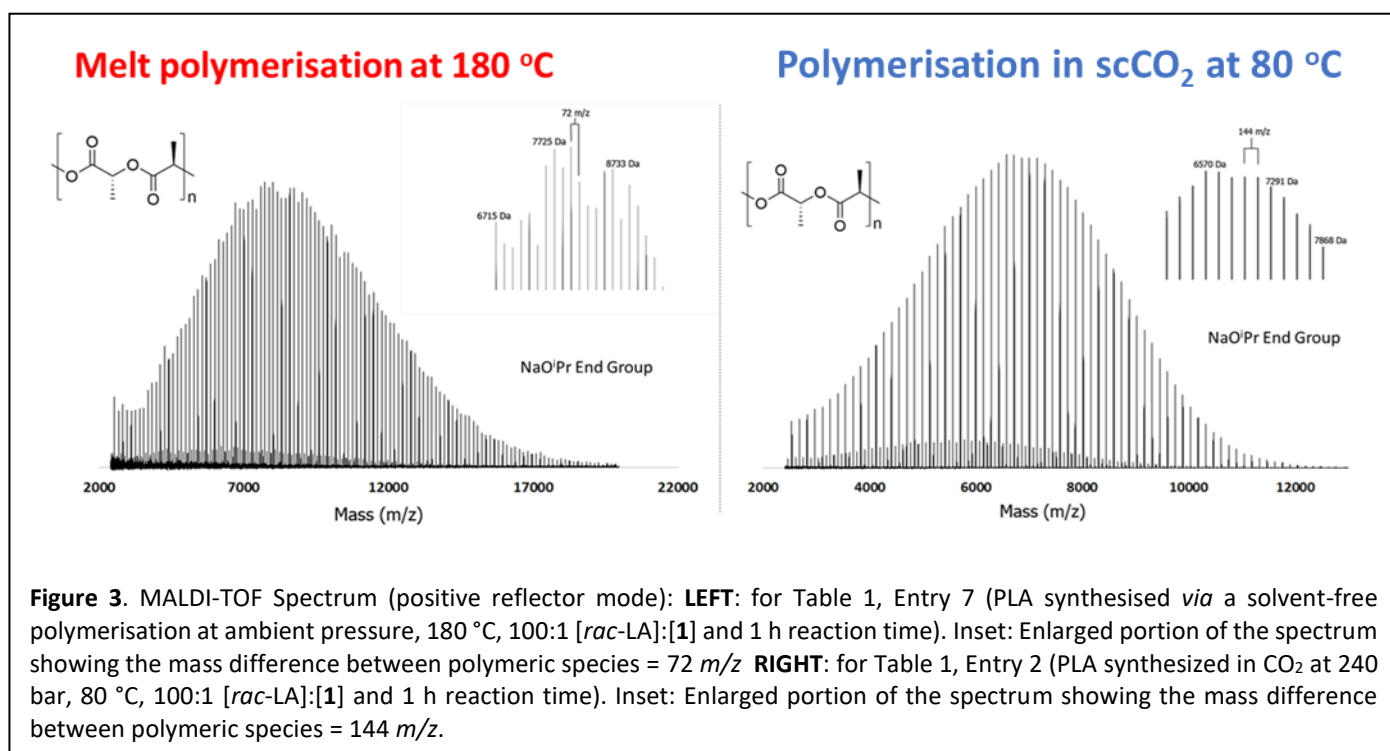 Melt polymerisation at 180 °C
Polymerisation in scCO₂ at 80 °C
O
O
O
O
n
72 m/z
7725 Da
8733 Da
6715 Da
NaOⁱPr End Group
2000 7000 12000 17000 22000
Mass (m/z)
O
O
O
O
n
144 m/z
6570 Da
7291 Da
7868 Da
NaOⁱPr End Group
2000 4000 6000 8000 10000 12000
Mass (m/z)
Figure 3. MALDI-TOF Spectrum (positive reflector mode): LEFT: for Table 1, Entry 7 (PLA synthesised via a solvent-free
polymerisation at ambient pressure, 180 °C, 100:1 [rac-LA]:[1] and 1 h reaction time). Inset: Enlarged portion of the spectrum
showing the mass difference between polymeric species = 72 m/z RIGHT: for Table 1, Entry 2 (PLA synthesized in CO₂ at 240
bar, 80 °C, 100:1 [rac-LA]:[1] and 1 h reaction time). Inset: Enlarged portion of the spectrum showing the mass difference
between polymeric species = 144 m/z.